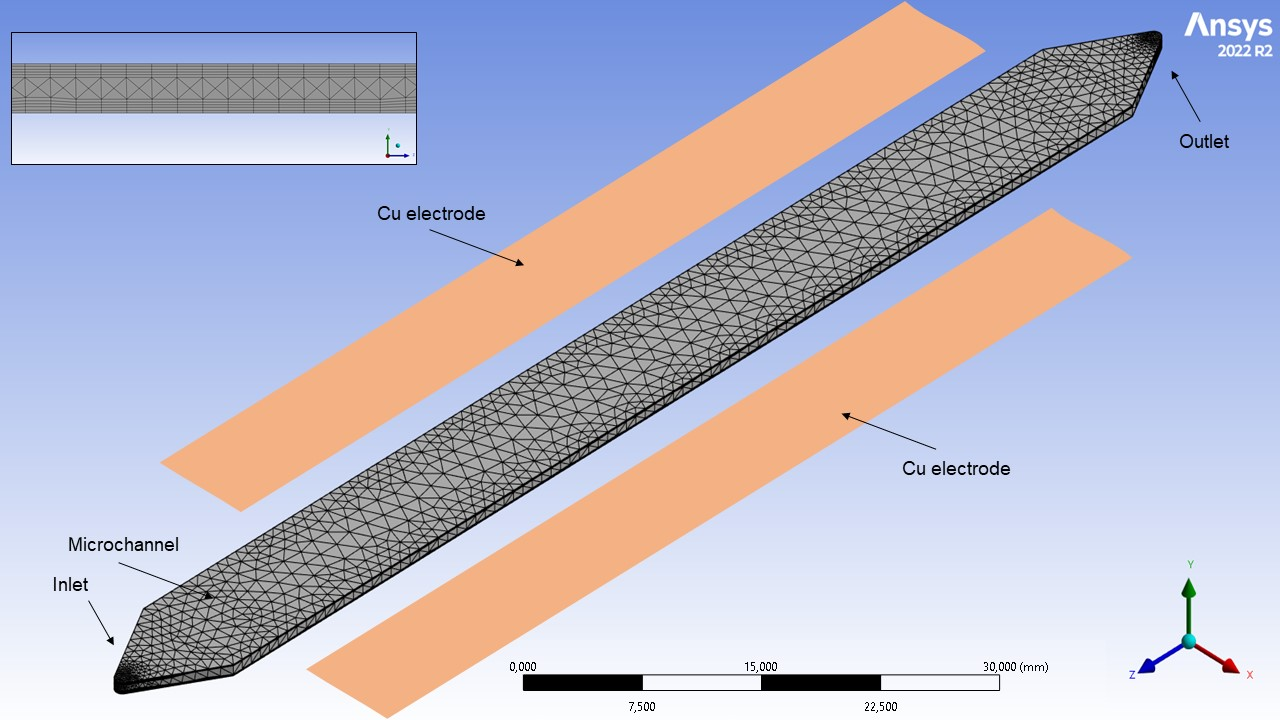 Ansys
2022 R2
Outlet
Cu electrode
Cu electrode
Microchannel
Inlet
0,000
15,000
30,000 (mm)
7,500
22,500
Y
Z
X